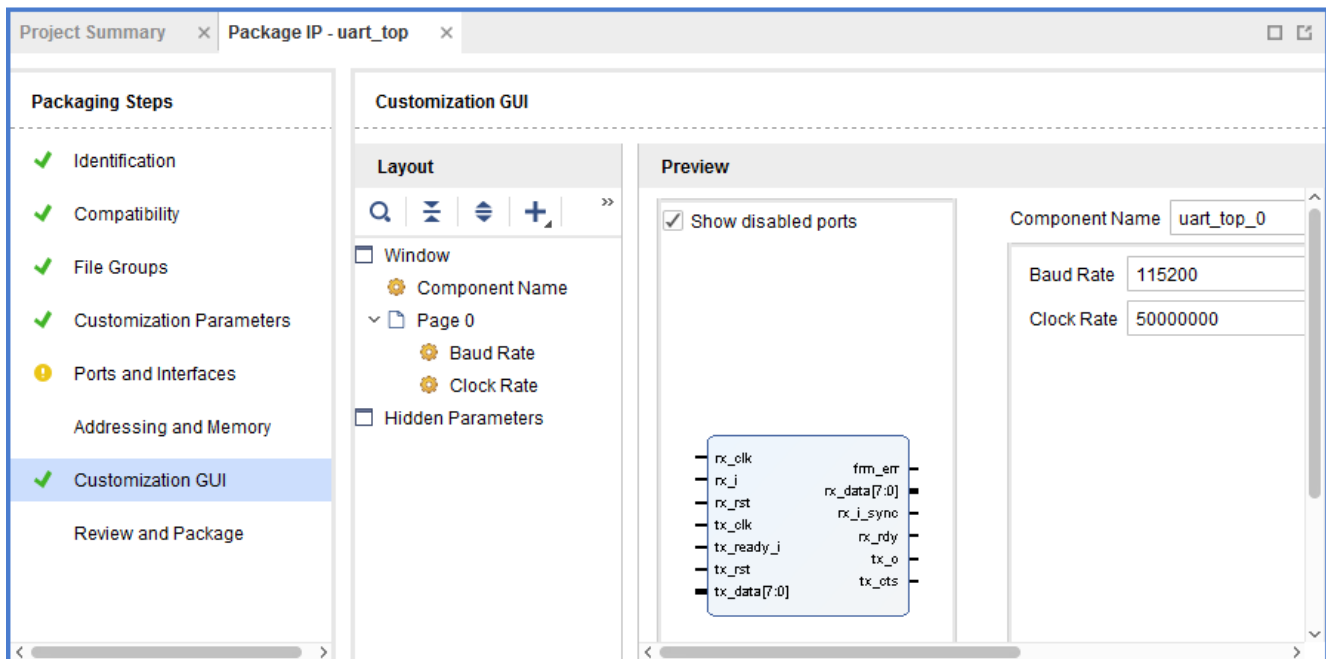 Project Summary
Package IP - uart_top
Packaging Steps
Identification
Compatibility
File Groups
Customization Parameters
Ports and Interfaces
Addressing and Memory
Customization GUI
Review and Package
Customization GUI
Layout
Window
Component Name
Page 0
Baud Rate
Clock Rate
Hidden Parameters
Preview
Show disabled ports
rx_clk
rx_i
rx_rst
tx_clk
tx_ready_i
tx_rst
tx_data[7:0]
frm_err
rx_data[7:0]
rx_i_sync
rx_rdy
tx_o
tx_cts
Component Name uart_top_0
Baud Rate 115200
Clock Rate 50000000